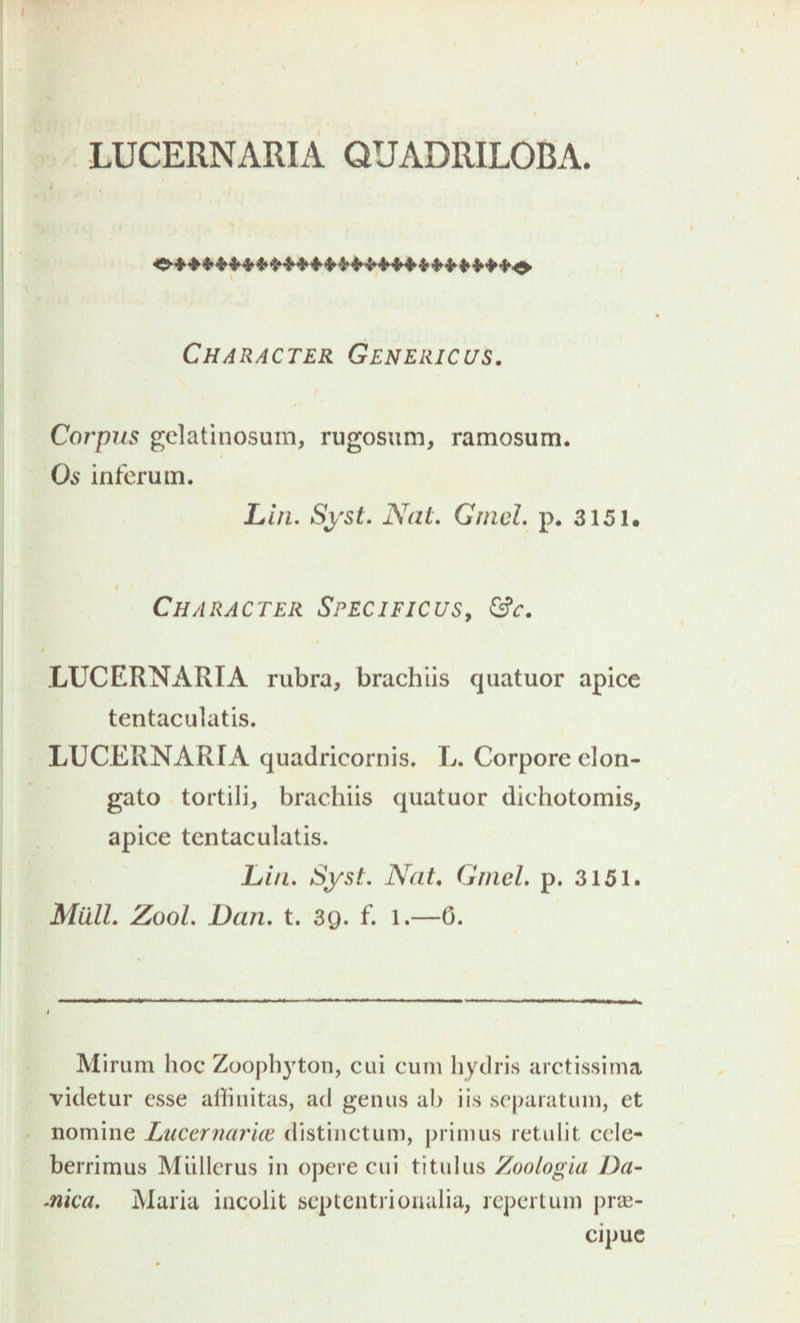 LUCERNARIA QUADRILOBA.
CHARACTER GENERICUS.
Corpus gelatinosum, rugosum, ramosum.
Os inferum.
Lin. Syst. Nat. Gmel. p. 3151.
CHARACTER SPECIFICUS, &c.
LUCERNARIA rubra, brachiis quatuor apice
tentaculatis.
LUCERNARIA quadricornis. L. Corpore elon-
gato tortili, brachiis quatuor dichotomis,
apice tentaculatis.
Lin. Syst. Nat. Gmel. p. 3151.
Müll. Zool. Dan. t. 39. f. 1.—6.
Mirum hoc Zoophyton, cui cum hydris arctissima
videtur esse affinitas, ad genus ab iis separatum, et
nomine Lucernariæ distinctum, primus retulit cele-
berrimus Müllerus in opere cui titulus Zoologia Da-
nica. Maria incolit septentrionalia, repertum præ-
cipue